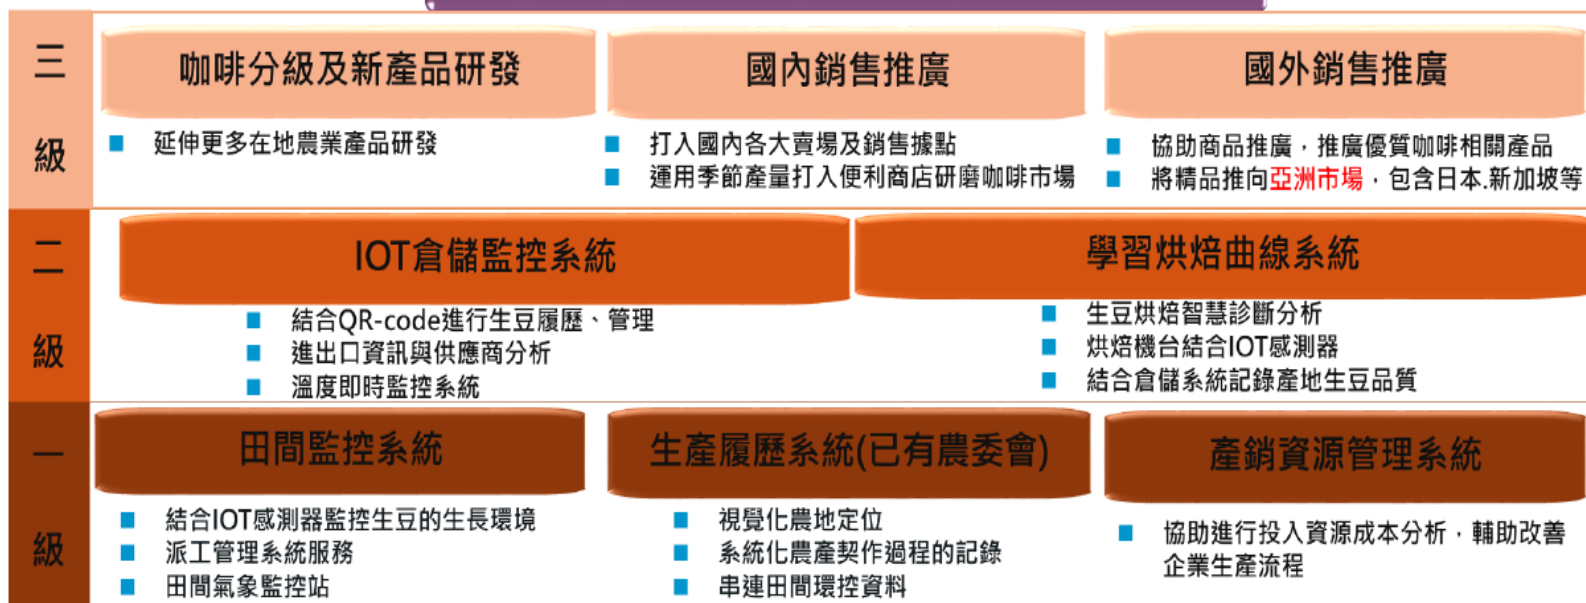 三級
咖啡分級及新產品研發
延伸更多在地農業產品研發
國內銷售推廣
打入國內各大賣場及銷售據點
運用季節產量打入便利商店研磨咖啡市場
國外銷售推廣
協助商品推廣，推廣優質咖啡相關產品
將精品推向亞洲市場，包含日本.新加坡等
二級
IOT倉儲監控系統
結合QR-code進行生豆履歷、管理
進出口資訊與供應商分析
溫度即時監控系統
學習烘焙曲線系統
生豆烘焙智慧診斷分析
烘焙機台結合IOT感測器
結合倉儲系統記錄產地生豆品質
一級
田間監控系統
結合IOT感測器監控生豆的生長環境
派工管理系統服務
田間氣象監控站
生產履歷系統(已有農委會)
視覺化農地定位
系統化農產契作過程的記錄
串連田間環控資料
產銷資源管理系統
協助進行投入資源成本分析，輔助改善
企業生產流程